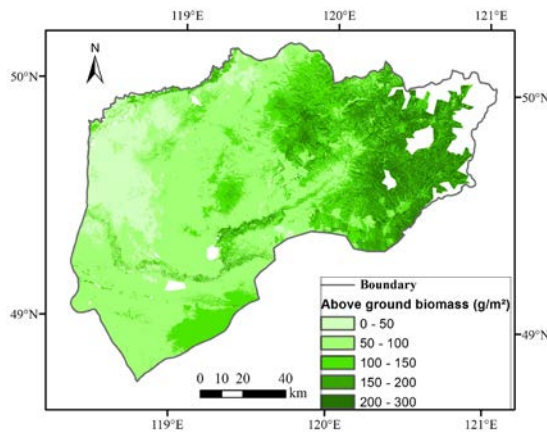 119°E 120°E 121°E
N
50°N 50°N
49°N 49°N
Boundary
Above ground biomass (g/m²)
0 - 50
50 - 100
100 - 150
150 - 200
200 - 300
0 10 20 40
km
119°E 120°E 121°E